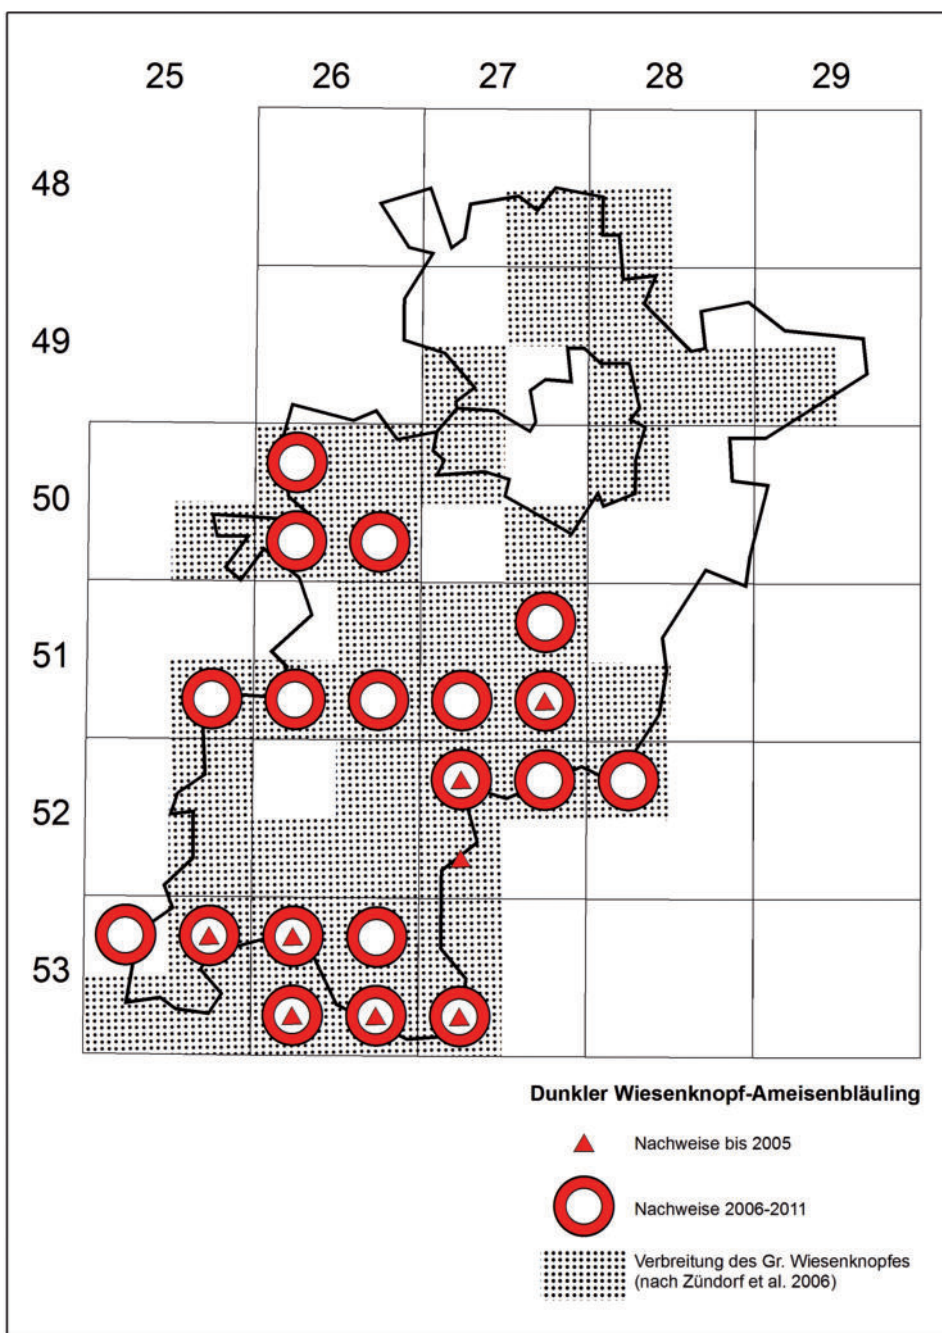 25 26 27 28 29
48
49
50
51
52
53
Dunkler Wiesenknopf-Ameisenbläuling
Nachweise bis 2005
Nachweise 2006-2011
Verbreitung des Gr. Wiesenknopfes
(nach Zündorf et al. 2006)